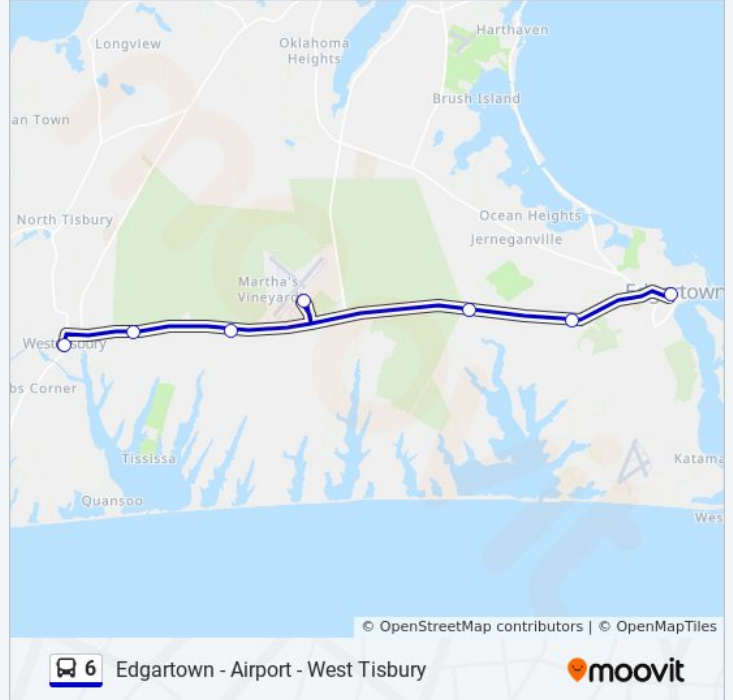 Longview
Oklahoma
Heights
Harthaven
Brush Island
an Town
North Tisbury
Ocean Heights
Jerneganville
Martha's
Vineyard
Edgartown
West Tisbury
bs Corner
Tississa
Quansoo
Katama
Wes
© OpenStreetMap contributors | © OpenMapTiles
6
Edgartown - Airport - West Tisbury
moovit